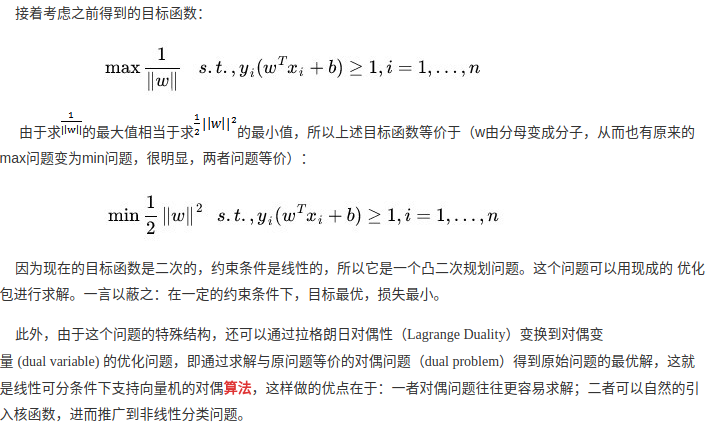 接着考虑之前得到的目标函数：
max 1/‖w‖ s.t., y_i(w^T x_i + b) ≥ 1, i = 1, . . . , n
由于求1/||w||的最大值相当于求1/2||w||^2的最小值，所以上述目标函数等价于（w由分母变成分子，从而也有原来的
max问题变为min问题，很明显，两者问题等价）：
min 1/2 ‖w‖^2 s.t., y_i(w^T x_i + b) ≥ 1, i = 1, . . . , n
因为现在的目标函数是二次的，约束条件是线性的，所以它是一个凸二次规划问题。这个问题可以用现成的 优化
包进行求解。一言以蔽之：在一定的约束条件下，目标最优，损失最小。
此外，由于这个问题的特殊结构，还可以通过拉格朗日对偶性（Lagrange Duality）变换到对偶变
量 (dual variable) 的优化问题，即通过求解与原问题等价的对偶问题（dual problem）得到原始问题的最优解，这就
是线性可分条件下支持向量机的对偶算法，这样做的优点在于：一者对偶问题往往更容易求解；二者可以自然的引
入核函数，进而推广到非线性分类问题。